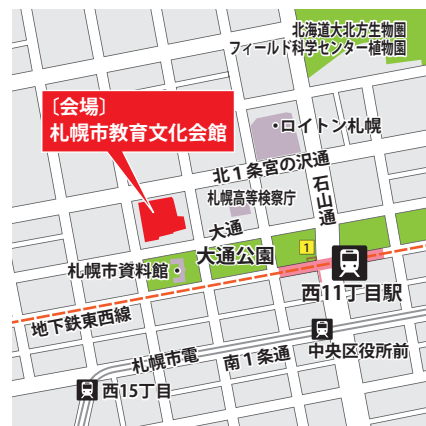 北海道大北方生物圏
フィールド科学センター植物園
〔会場〕
札幌市教育文化会館
・ロイトン札幌
北1条宮の沢通
札幌高等検察庁
石山通
大通
大通公園
札幌市資料館・
1
西11丁目駅
地下鉄東西線
札幌市電
南1条通
中央区役所前
西15丁目